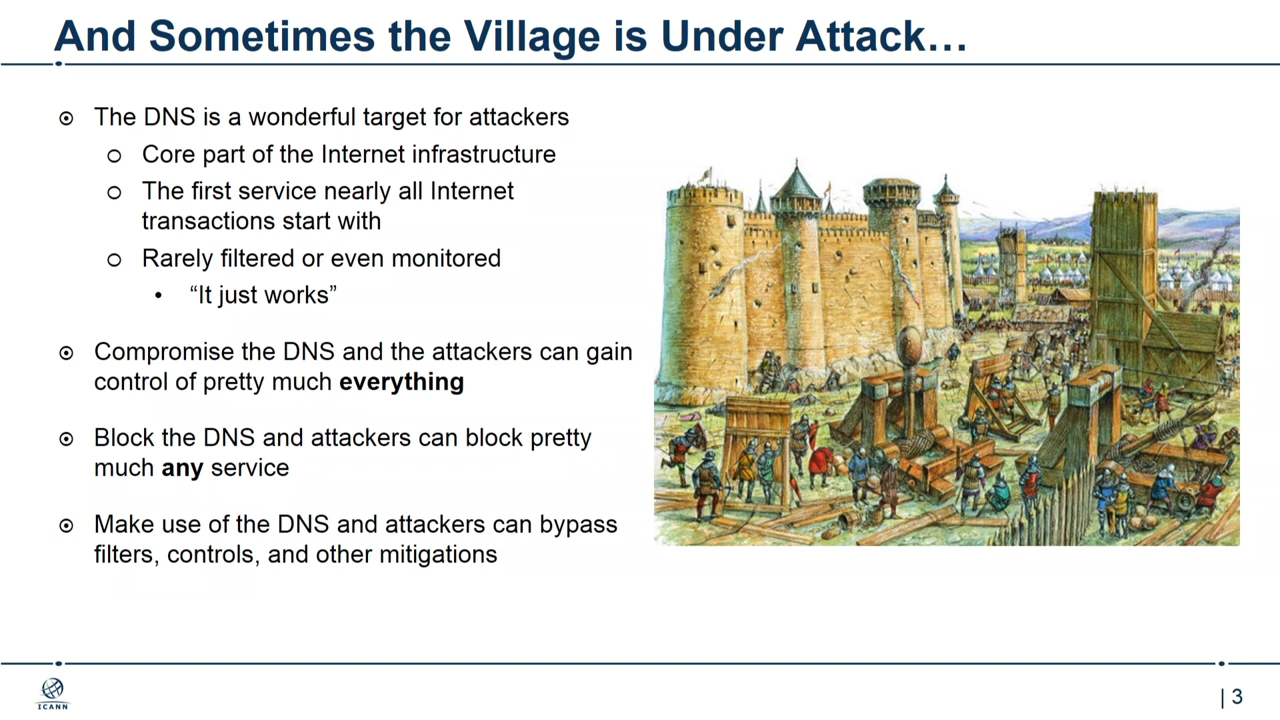 And Sometimes the Village is Under Attack…
The DNS is a wonderful target for attackers
Core part of the Internet infrastructure
The first service nearly all Internet
transactions start with
Rarely filtered or even monitored
“It just works”
Compromise the DNS and the attackers can gain
control of pretty much everything
Block the DNS and attackers can block pretty
much any service
Make use of the DNS and attackers can bypass
filters, controls, and other mitigations
ICANN
| 3